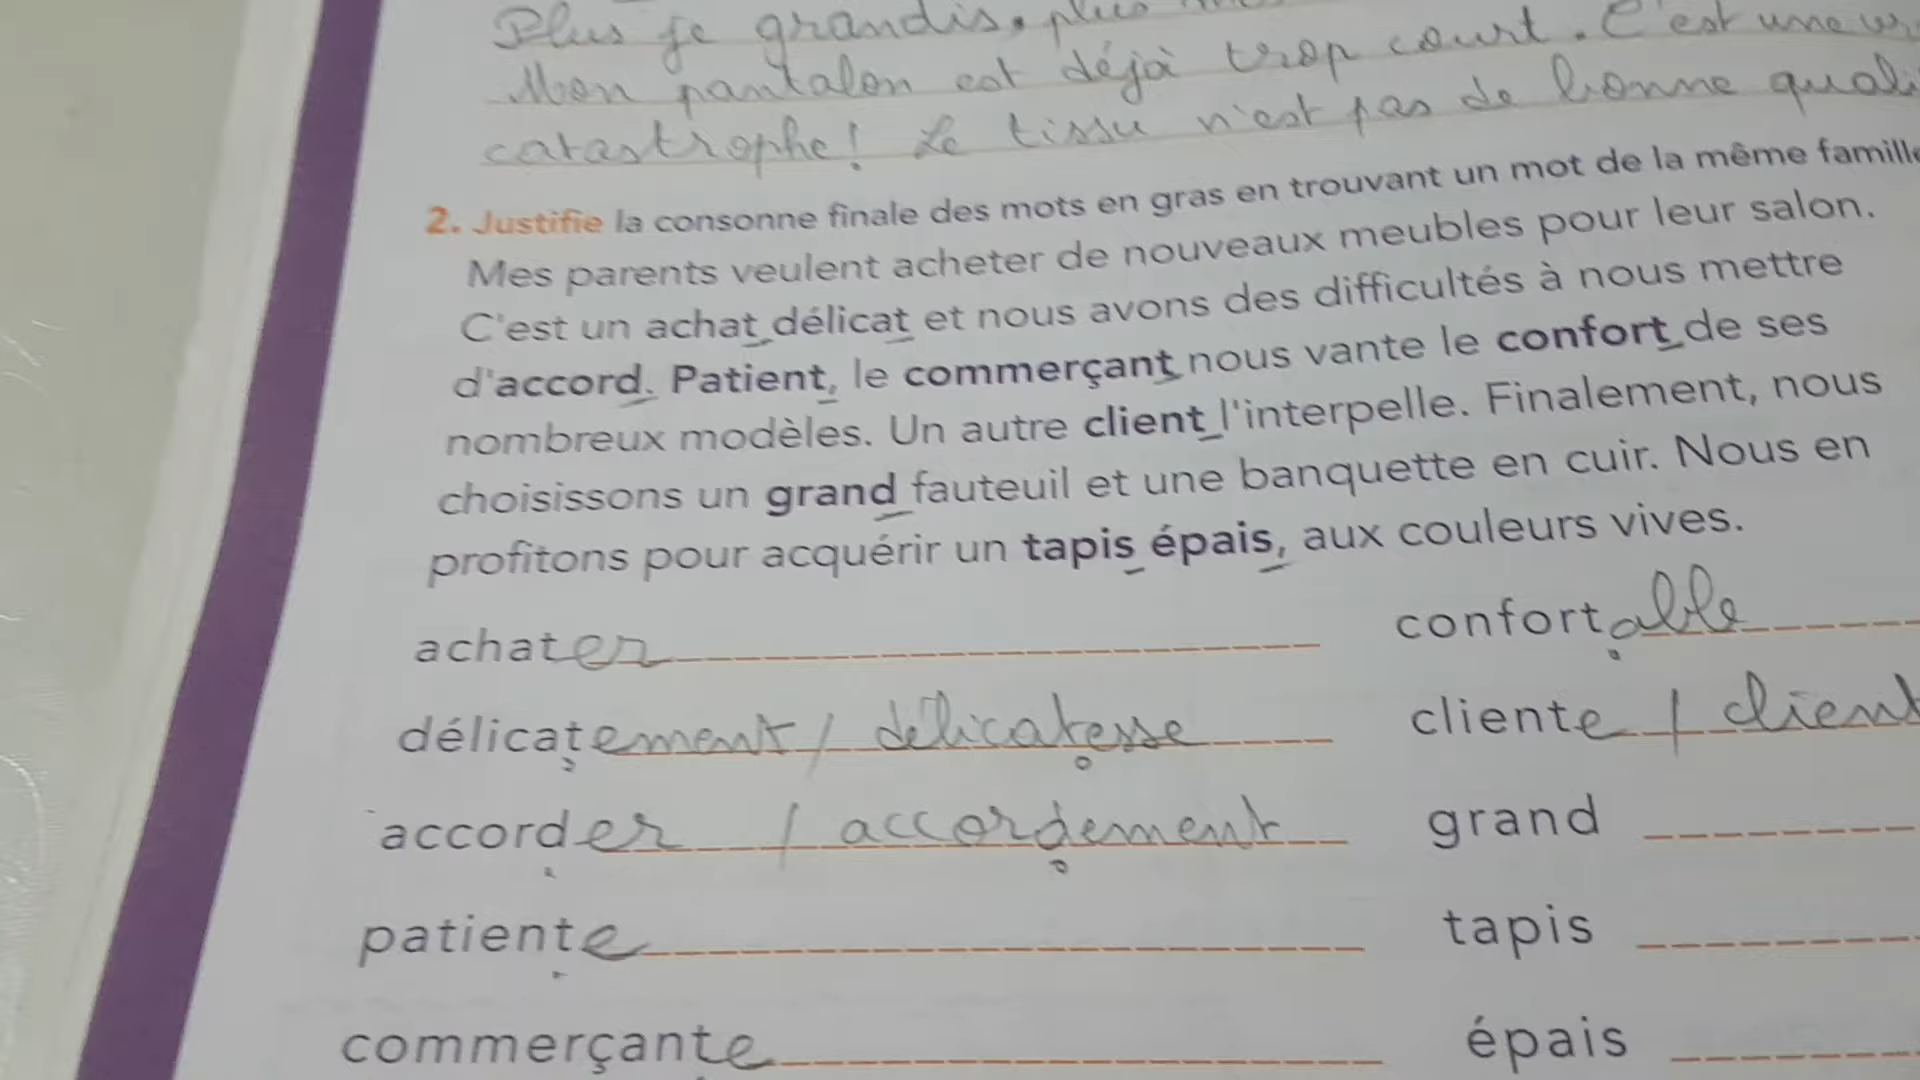 Plus je grandis, plus
Mon pantalon est déjà trop court. C'est une
catastrophe! Le tissu n'est pas de bonne quali
2. Justifie la consonne finale des mots en gras en trouvant un mot de la même famille
Mes parents veulent acheter de nouveaux meubles pour leur salon.
C'est un achat délicat et nous avons des difficultés à nous mettre
d'accord. Patient, le commerçant nous vante le confort de ses
nombreux modèles. Un autre client l'interpelle. Finalement, nous
choisissons un grand fauteuil et une banquette en cuir. Nous en
profitons pour acquérir un tapis épais, aux couleurs vives.
achater
confortable
délicatement / délicatesse
cliente / client
accorder / accordement
grand
patiente
tapis
commerçante
épais